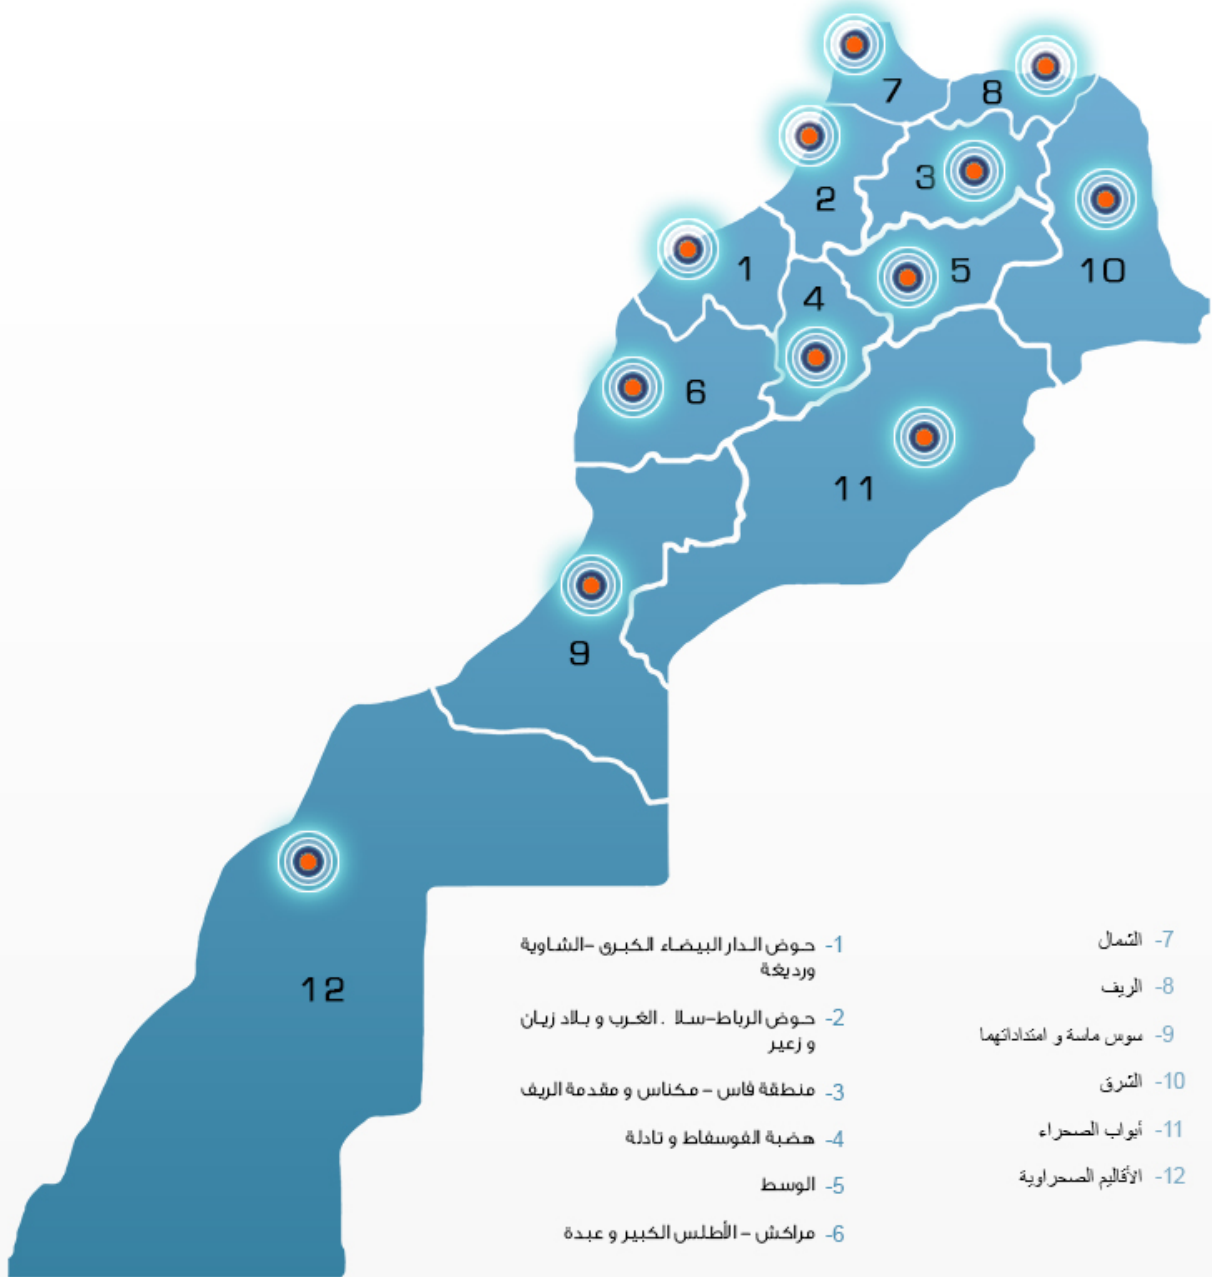 7
8
3
2
10
5
1
4
6
11
9
12
1- حوض الدار البيضاء الكبرى -الشاوية
ورديغة
2- حوض الرباط-سلا . الغرب و بلاد زيان
و زعير
3- منطقة فاس - مكناس و مقدمة الريف
4- هضبة الفوسفاط و تادلة
5- الوسط
6- مراكش - الأطلس الكبير و عبدة
7- الشمال
8- الريف
9- سوس ماسة و امتداداتهما
10- الشرق
11- أبواب الصحراء
12- الأقاليم الصحراوية